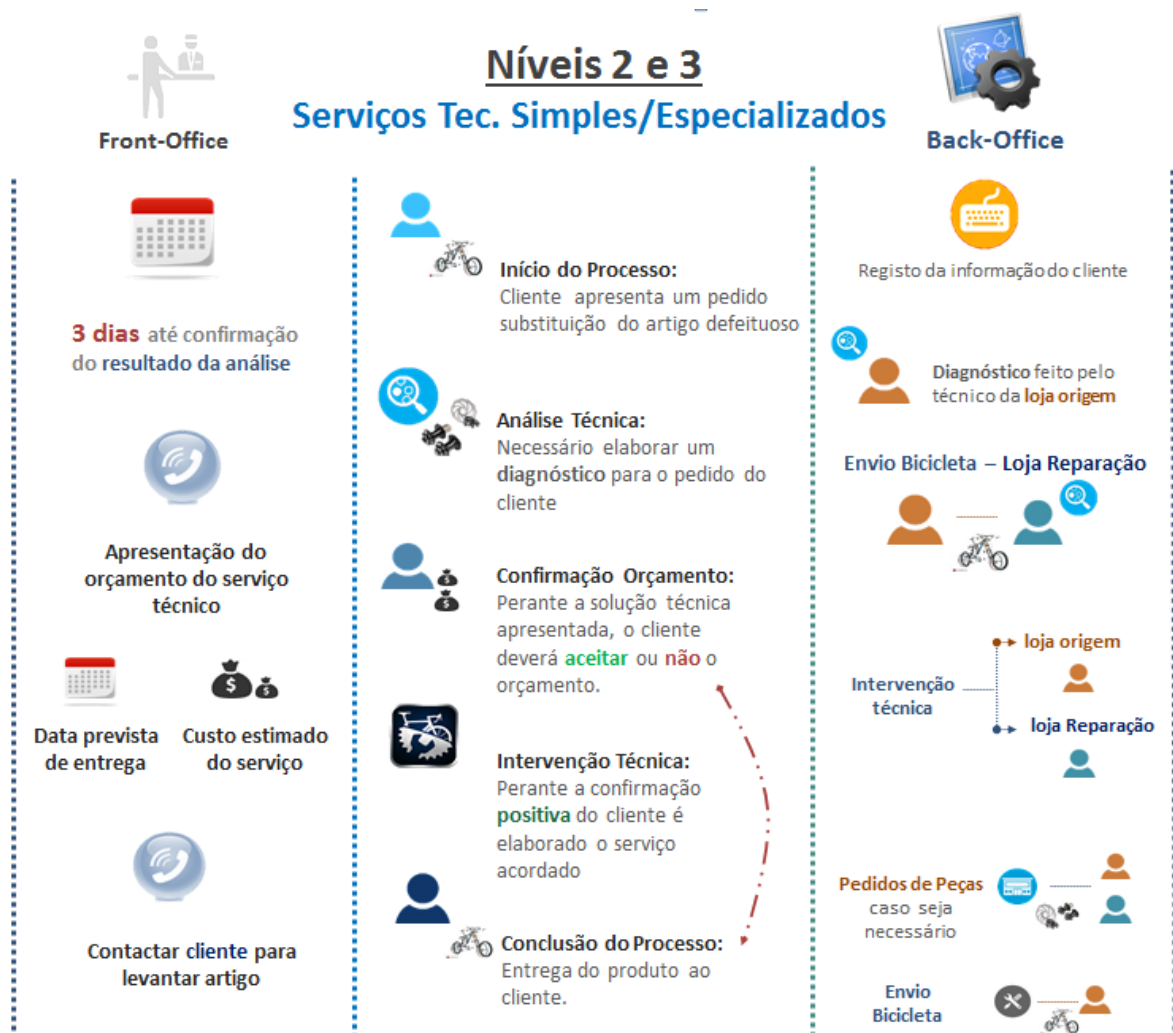 Níveis 2 e 3
Serviços Tec. Simples/Especializados
Front-Office
Back-Office
3 dias até confirmação
do resultado da análise
Apresentação do
orçamento do serviço
técnico
Data prevista
de entrega
Custo estimado
do serviço
Contactar cliente para
levantar artigo
Início do Processo:
Cliente apresenta um pedido
substituição do artigo defeituoso
Análise Técnica:
Necessário elaborar um
diagnóstico para o pedido do
cliente
Confirmação Orçamento:
Perante a solução técnica
apresentada, o cliente
deverá aceitar ou não o
orçamento.
Intervenção Técnica:
Perante a confirmação
positiva do cliente é
elaborado o serviço
acordado
Conclusão do Processo:
Entrega do produto ao
cliente.
Registo da informação do cliente
Diagnóstico feito pelo
técnico da loja origem
Envio Bicicleta – Loja Reparação
Intervenção
técnica
loja origem
loja Reparação
Pedidos de Peças
caso seja
necessário
Envio
Bicicleta